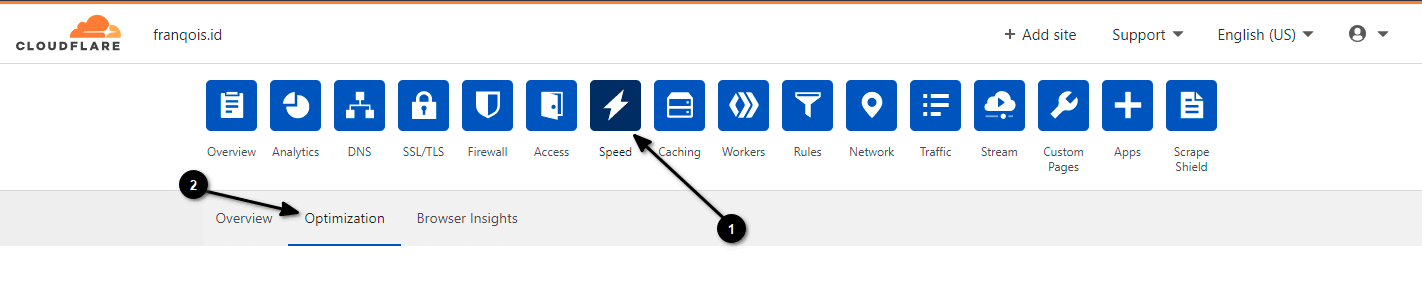 CLOUDFLARE
franqois.id
+ Add site
Support
English (US)
Overview
Analytics
DNS
SSL/TLS
Firewall
Access
Speed
Caching
Workers
Rules
Network
Traffic
Stream
Custom
Pages
Apps
Scrape
Shield
2
1
Overview
Optimization
Browser Insights